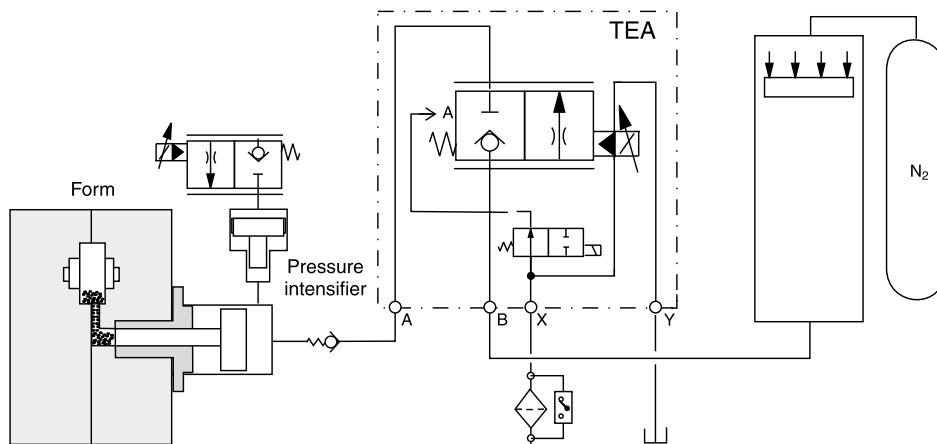 TEA
A
N₂
Form
Pressure
intensifier
A
B
X
Y